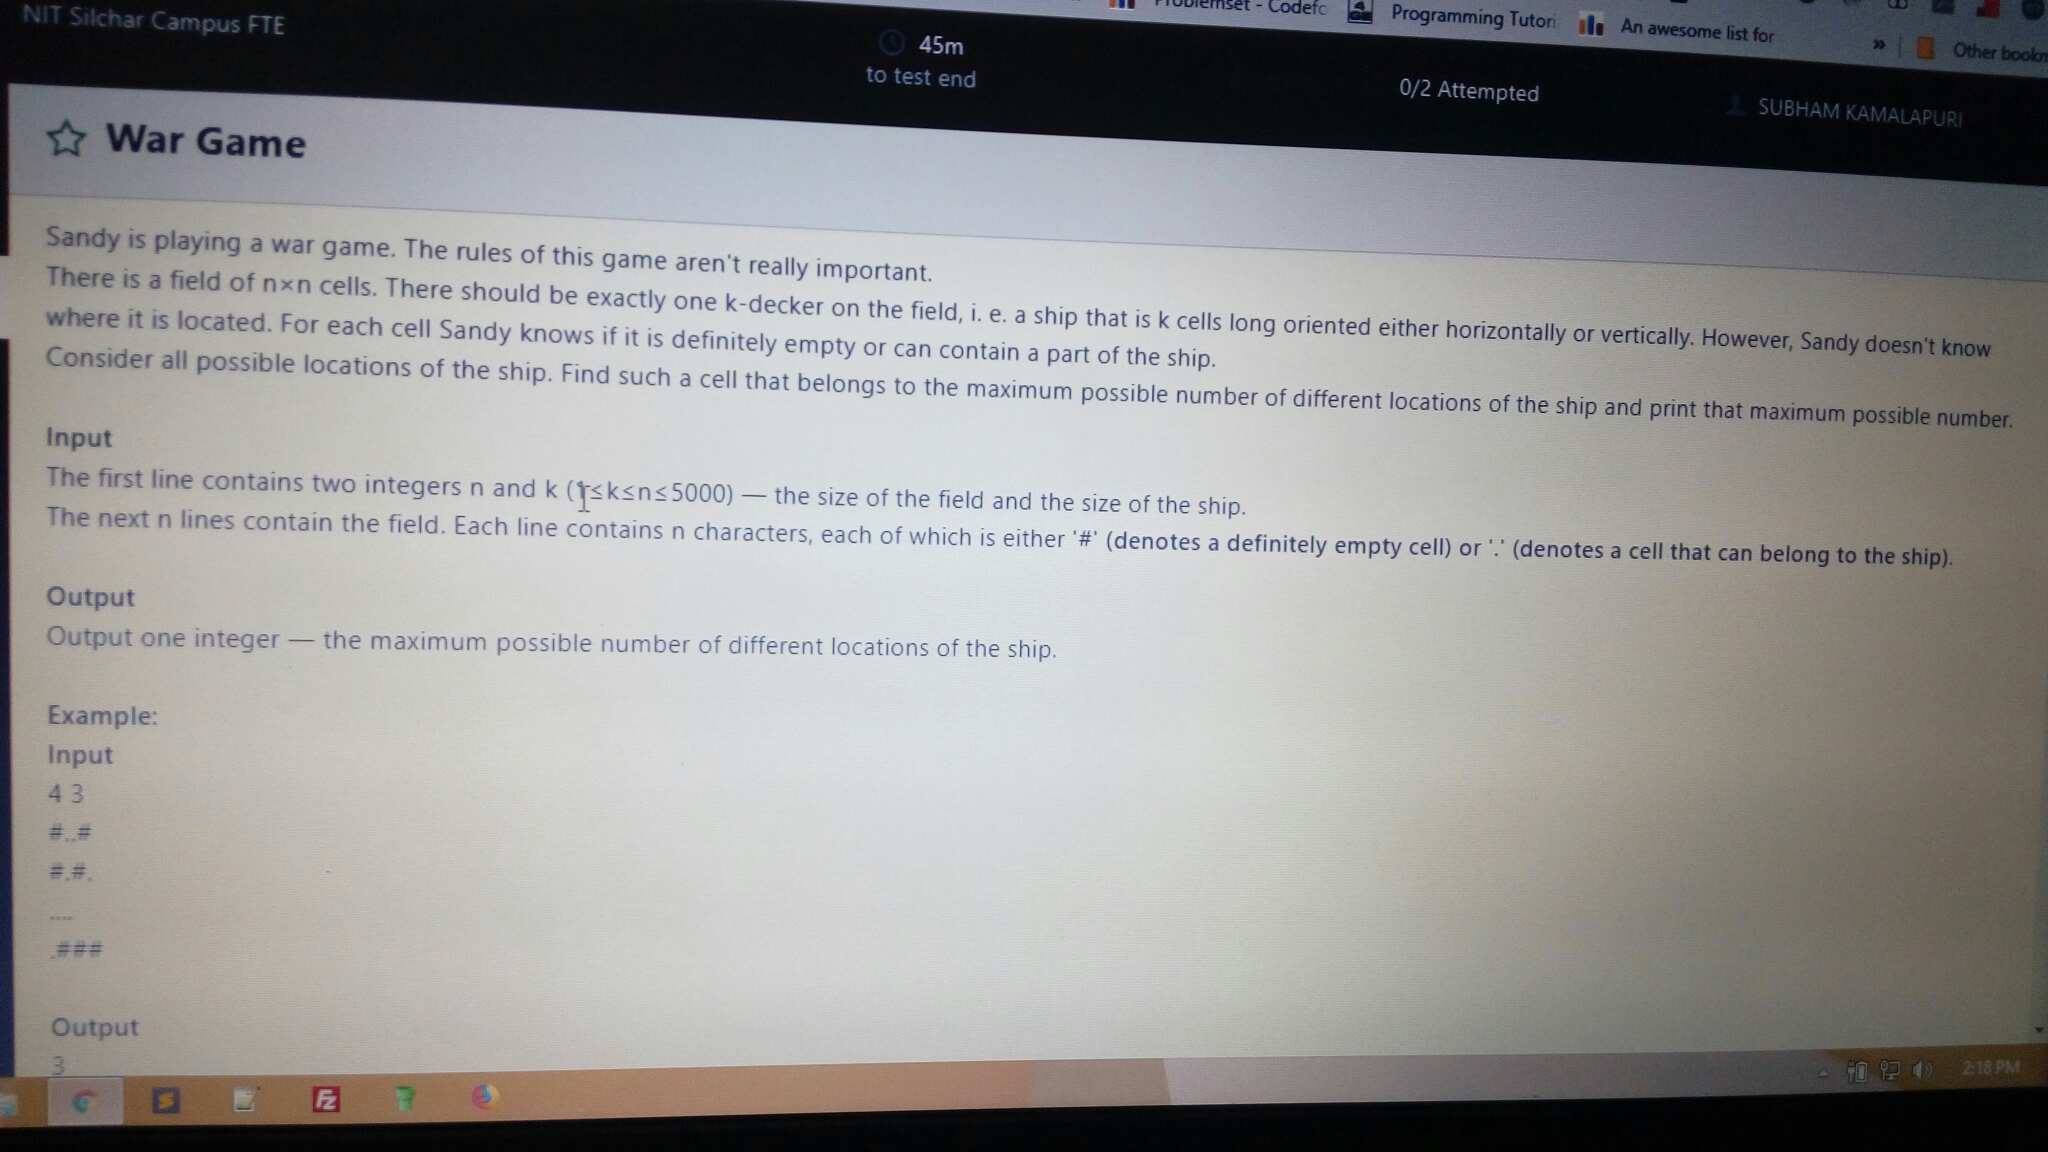 NIT Silchar Campus FTE
45m
to test end
Problemset - Codefc
Programming Tutori
An awesome list for
»
Other bookm
0/2 Attempted
SUBHAM KAMALAPURI
War Game
Sandy is playing a war game. The rules of this game aren't really important.
There is a field of n×n cells. There should be exactly one k-decker on the field, i. e. a ship that is k cells long oriented either horizontally or vertically. However, Sandy doesn't know
where it is located. For each cell Sandy knows if it is definitely empty or can contain a part of the ship.
Consider all possible locations of the ship. Find such a cell that belongs to the maximum possible number of different locations of the ship and print that maximum possible number.
Input
The first line contains two integers n and k (1≤k≤n≤5000) — the size of the field and the size of the ship.
The next n lines contain the field. Each line contains n characters, each of which is either '#' (denotes a definitely empty cell) or '.' (denotes a cell that can belong to the ship).
Output
Output one integer — the maximum possible number of different locations of the ship.
Example:
Input
4 3
#..#
#.#.
....
.###
Output
3
2:18 PM